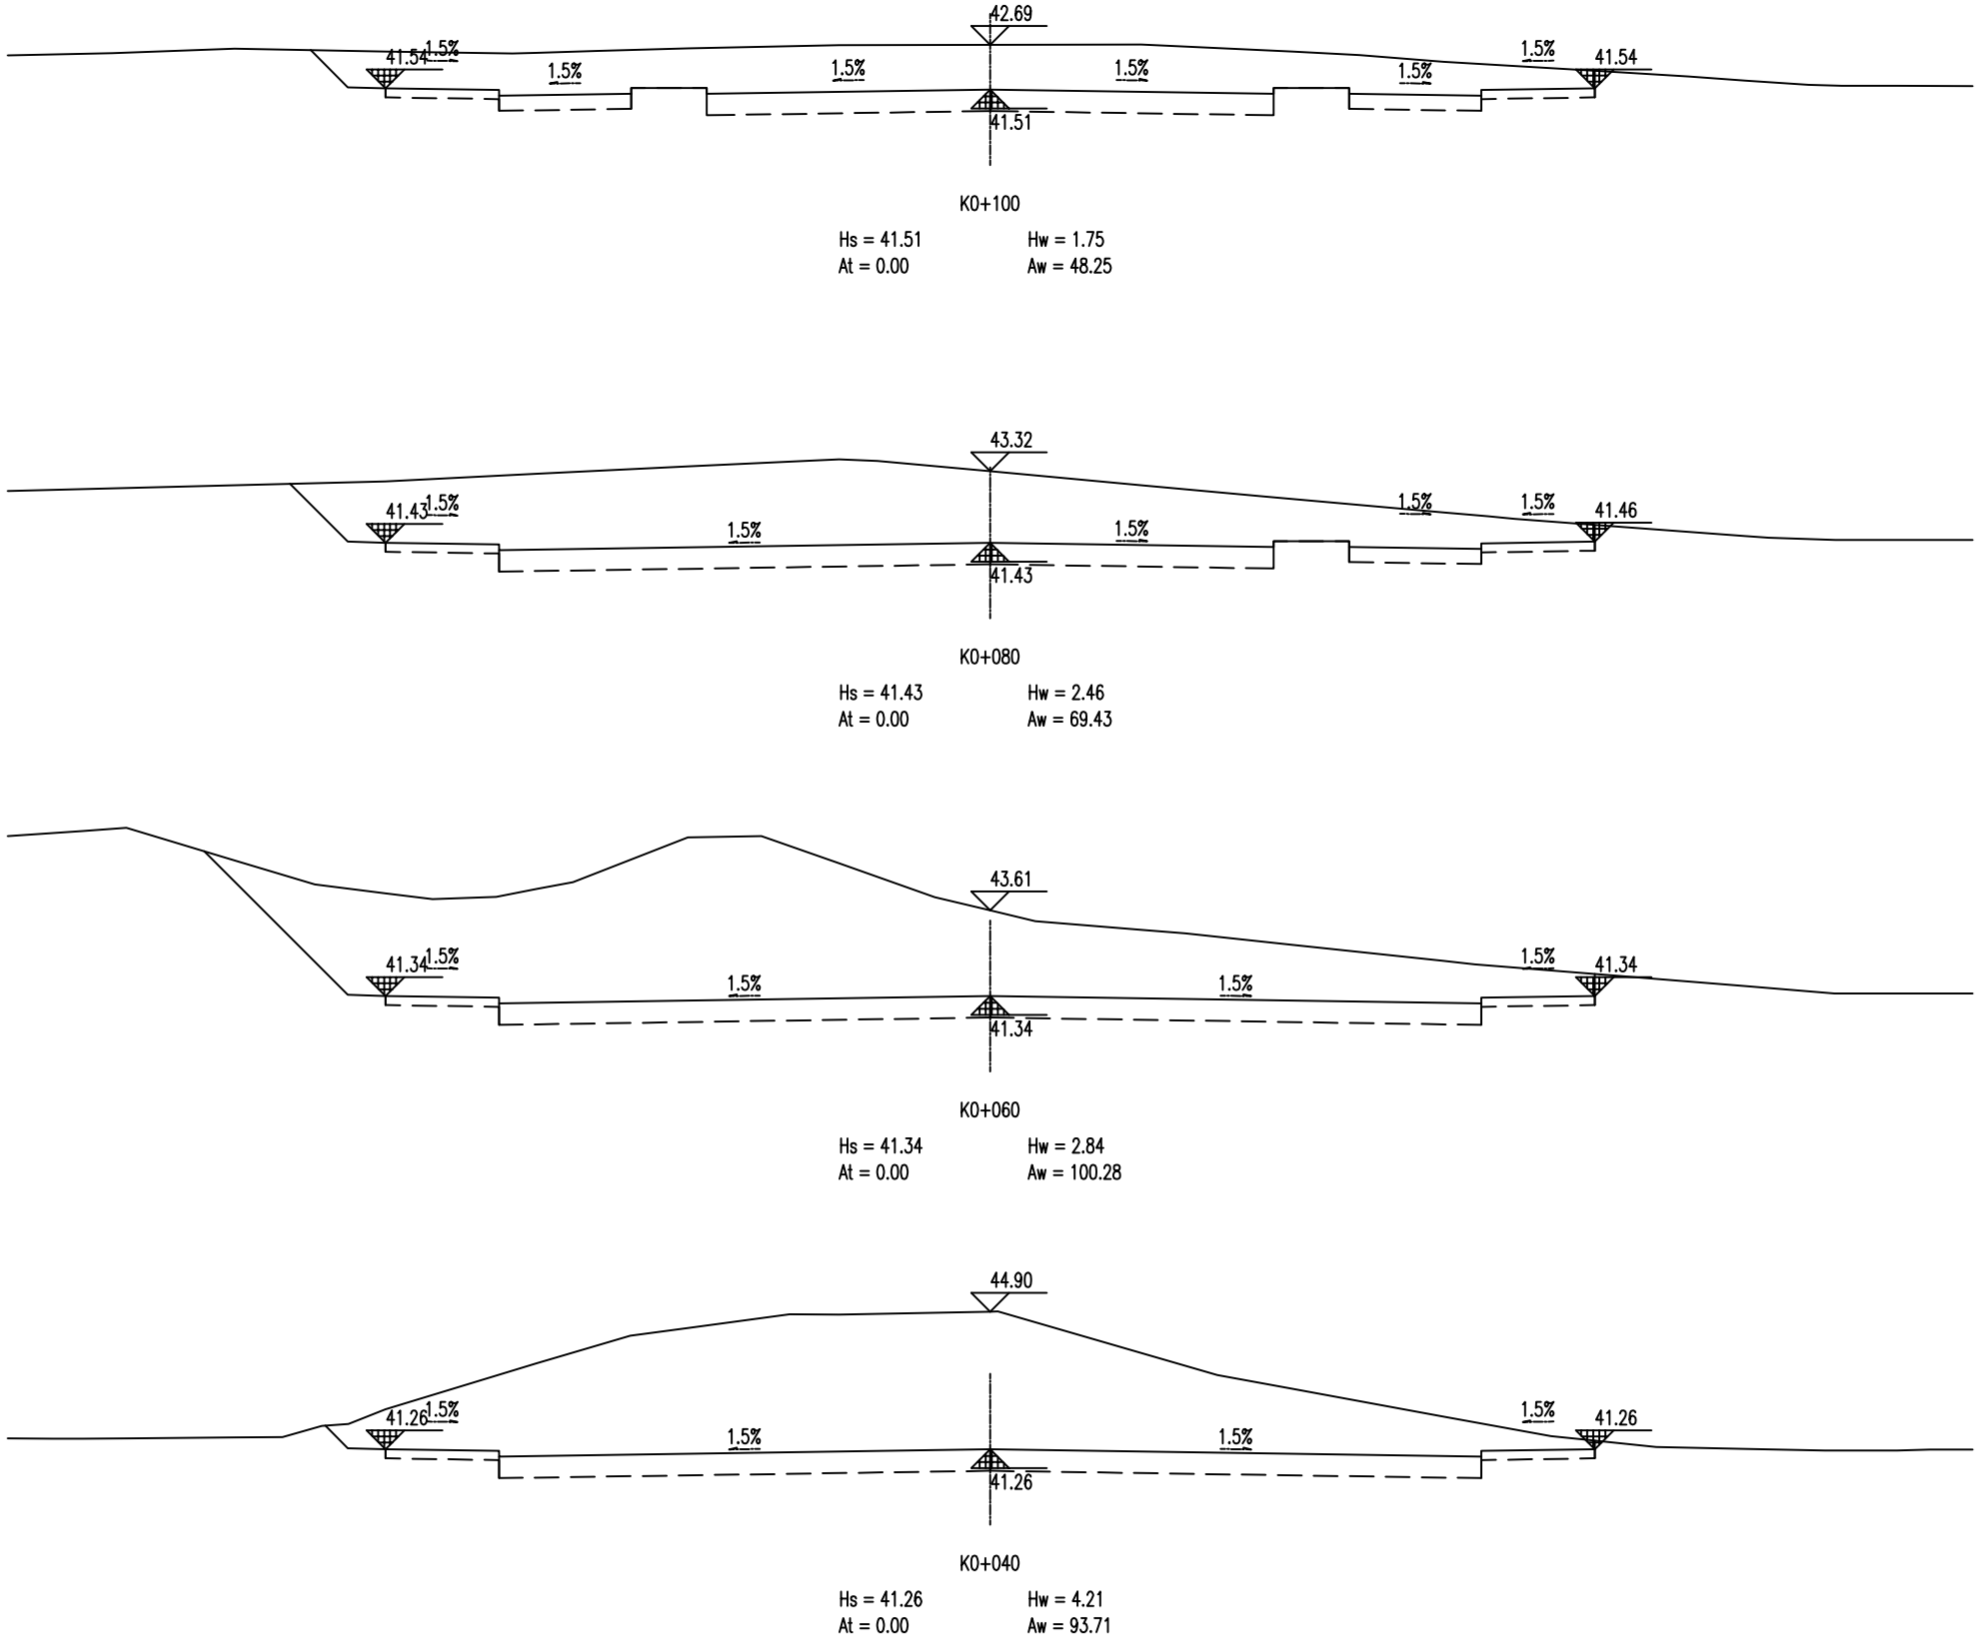 42.69
41.54 1.5% 1.5% 41.54
1.5% 1.5% 1.5% 1.5%
41.51
K0+100
Hs = 41.51 Hw = 1.75
At = 0.00 Aw = 48.25
43.32
41.43 1.5% 1.5% 1.5% 41.46
1.5% 1.5%
41.43
K0+080
Hs = 41.43 Hw = 2.46
At = 0.00 Aw = 69.43
43.61
41.34 1.5% 1.5% 41.34
1.5% 1.5%
41.34
K0+060
Hs = 41.34 Hw = 2.84
At = 0.00 Aw = 100.28
44.90
41.26 1.5% 1.5% 41.26
1.5% 1.5%
41.26
K0+040
Hs = 41.26 Hw = 4.21
At = 0.00 Aw = 93.71